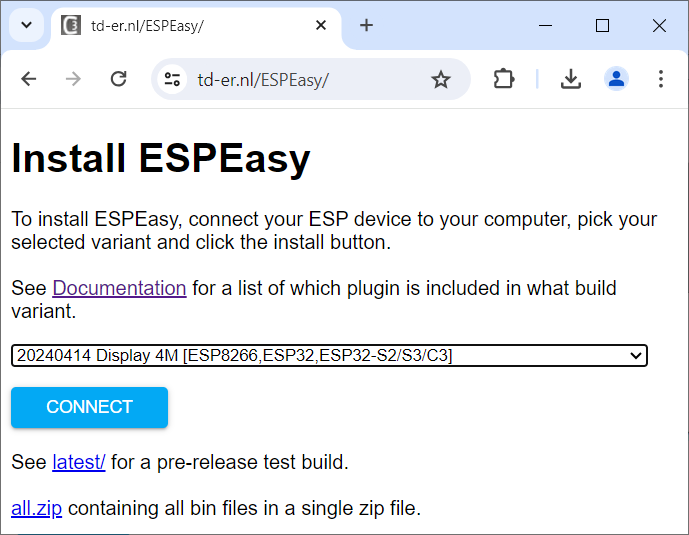 td-er.nl/ESPEasy/
td-er.nl/ESPEasy/
Install ESPEasy
To install ESPEasy, connect your ESP device to your computer, pick your
selected variant and click the install button.
See Documentation for a list of which plugin is included in what build
variant.
20240414 Display 4M [ESP8266,ESP32,ESP32-S2/S3/C3]
CONNECT
See latest/ for a pre-release test build.
all.zip containing all bin files in a single zip file.